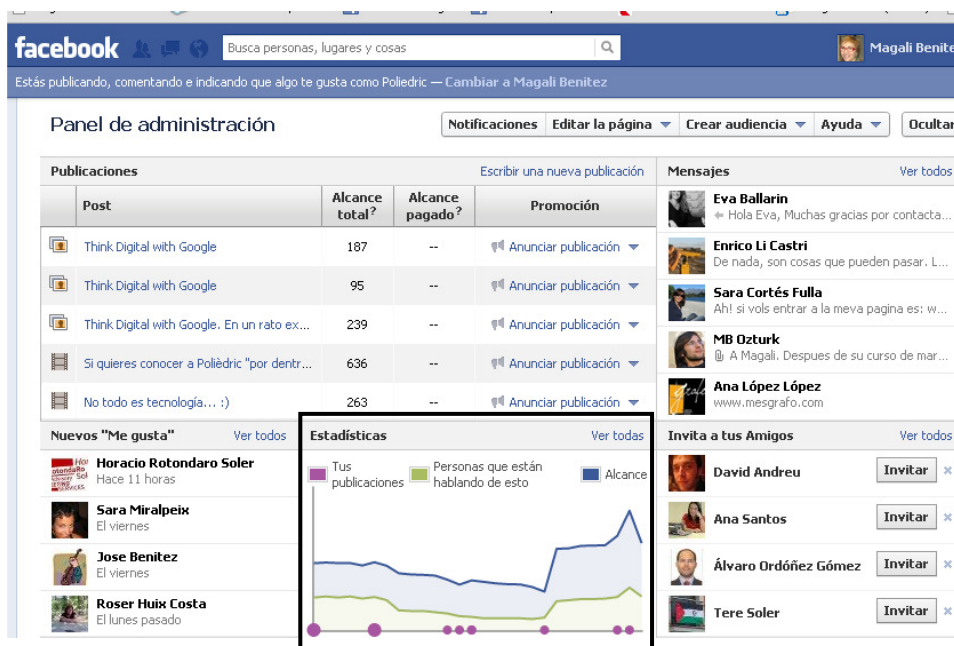 facebook
Busca personas, lugares y cosas
Magali Benite
Estás publicando, comentando e indicando que algo te gusta como Poliedric — Cambiar a Magali Benitez
Panel de administración
Notificaciones Editar la página Crear audiencia Ayuda Ocultar
Publicaciones Escribir una nueva publicación
Post Alcance total? Alcance pagado? Promoción
Think Digital with Google 187 -- Anunciar publicación
Think Digital with Google 95 -- Anunciar publicación
Think Digital with Google. En un rato ex... 239 -- Anunciar publicación
Si quieres conocer a Polièdric "por dentr... 636 -- Anunciar publicación
No todo es tecnología... :) 263 -- Anunciar publicación
Mensajes Ver todos
Eva Ballarin
Hola Eva, Muchas gracias por contacta...
Enrico Li Castri
De nada, son cosas que pueden pasar. L...
Sara Cortés Fulla
Ah! si vols entrar a la meva pagina es: w...
MB Ozturk
A Magali. Despues de su curso de mar...
Ana López López
www.mesgrafo.com
Nuevos "Me gusta" Ver todos
Horacio Rotondaro Soler
Hace 11 horas
Sara Miralpeix
El viernes
Jose Benitez
El viernes
Roser Huix Costa
El lunes pasado
Estadísticas Ver todas
Tus publicaciones
Personas que están hablando de esto
Alcance
Invita a tus Amigos Ver todos
David Andreu Invitar
Ana Santos Invitar
Álvaro Ordóñez Gómez Invitar
Tere Soler Invitar